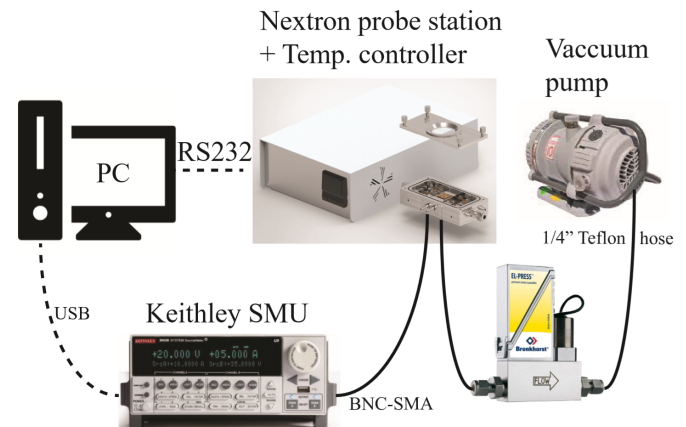 Nextron probe station
+ Temp. controller
Vaccuum
pump
PC
RS232
1/4” Teflon hose
USB
Keithley SMU
BNC-SMA
EL-PRESS
Bronkhorst
FLOW
KEITHLEY
+20.000 V +05.000 A